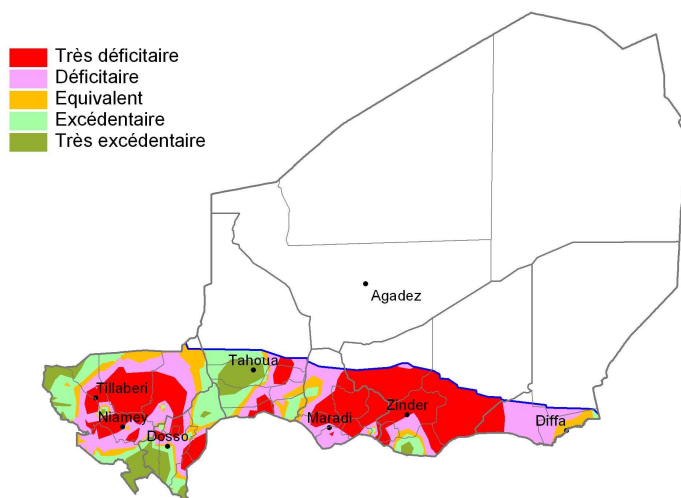 Très déficitaire
Déficitaire
Equivalent
Excédentaire
Très excédentaire
Agadez
Tahoua
Tillaberi
Zinder
Maradi
Niamey
Diffa
Dosso